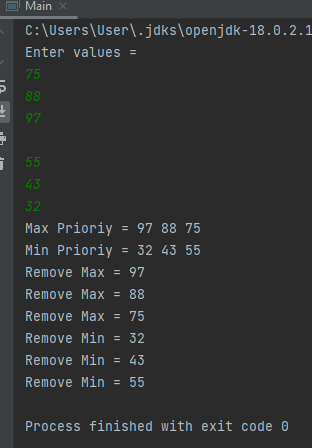 Main
C:\Users\User\.jdks\openjdk-18.0.2.1
Enter values =
75
88
97
55
43
32
Max Prioriy = 97 88 75
Min Prioriy = 32 43 55
Remove Max = 97
Remove Max = 88
Remove Max = 75
Remove Min = 32
Remove Min = 43
Remove Min = 55
Process finished with exit code 0